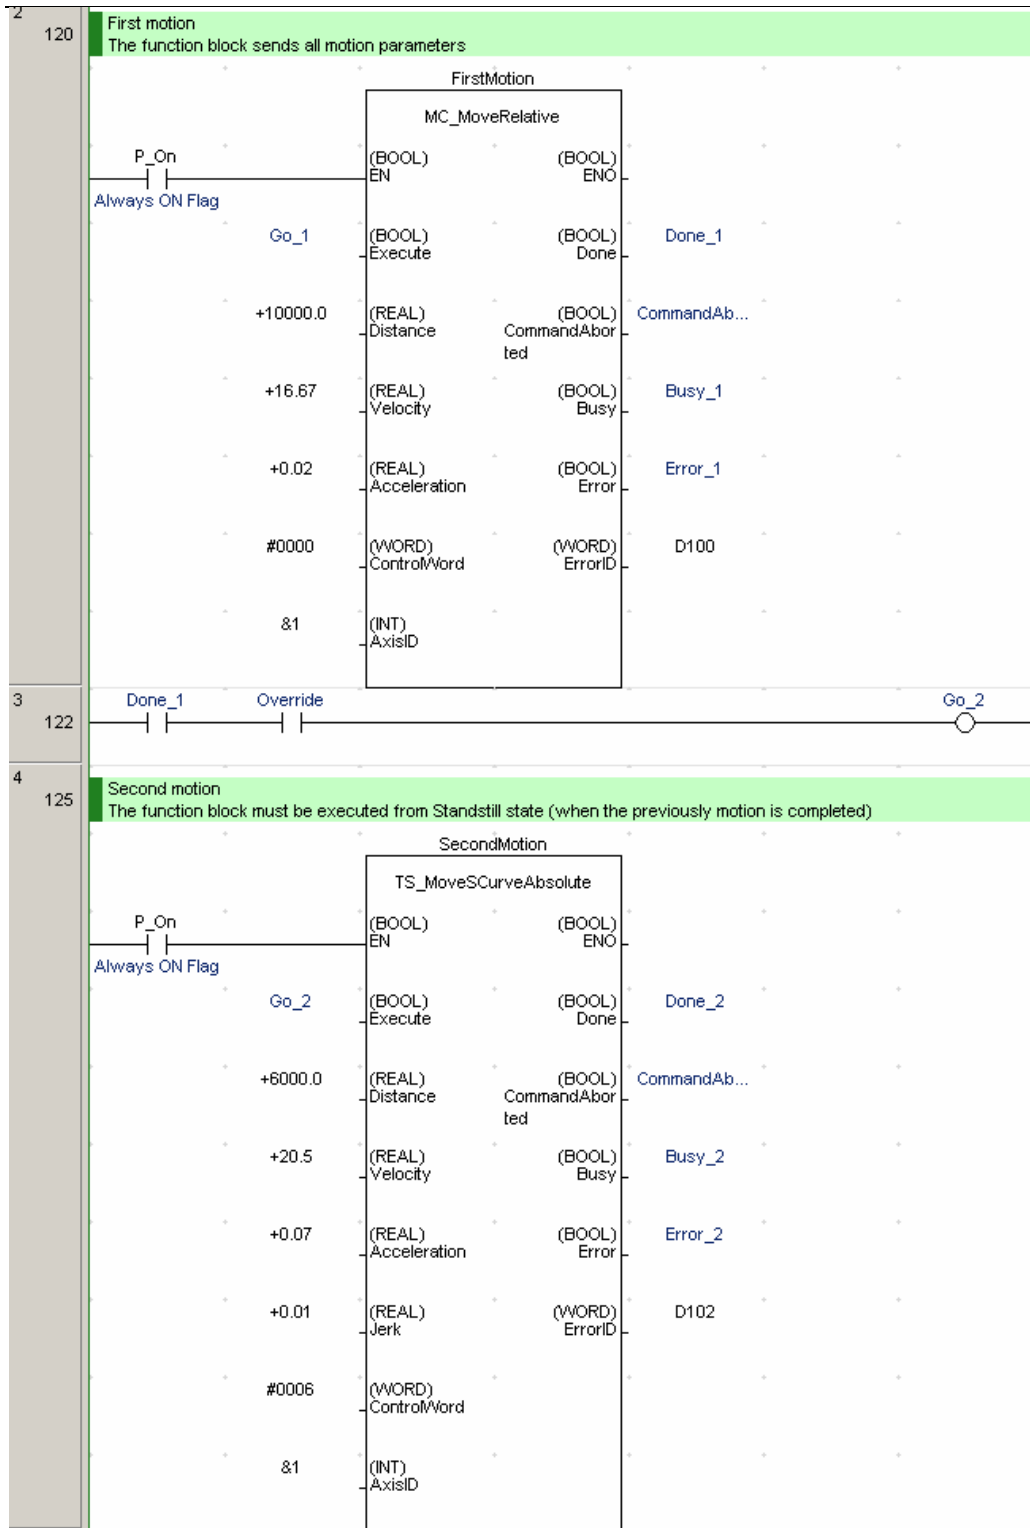 2
120
First motion
The function block sends all motion parameters
FirstMotion
MC_MoveRelative
P_On
(BOOL) (BOOL)
EN ENO
Always ON Flag
Go_1 (BOOL) (BOOL) Done_1
Execute Done
+10000.0 (REAL) (BOOL) CommandAb...
Distance CommandAbor
ted
+16.67 (REAL) (BOOL) Busy_1
Velocity Busy
+0.02 (REAL) (BOOL) Error_1
Acceleration Error
#0000 (WORD) (WORD) D100
ControlWord ErrorID
&1 (INT)
AxisID
3
122
Done_1 Override Go_2
4
125
Second motion
The function block must be executed from Standstill state (when the previously motion is completed)
SecondMotion
TS_MoveSCurveAbsolute
P_On
(BOOL) (BOOL)
EN ENO
Always ON Flag
Go_2 (BOOL) (BOOL) Done_2
Execute Done
+6000.0 (REAL) (BOOL) CommandAb...
Distance CommandAbor
ted
+20.5 (REAL) (BOOL) Busy_2
Velocity Busy
+0.07 (REAL) (BOOL) Error_2
Acceleration Error
+0.01 (REAL) (WORD) D102
Jerk ErrorID
#0006 (WORD)
ControlWord
&1 (INT)
AxisID